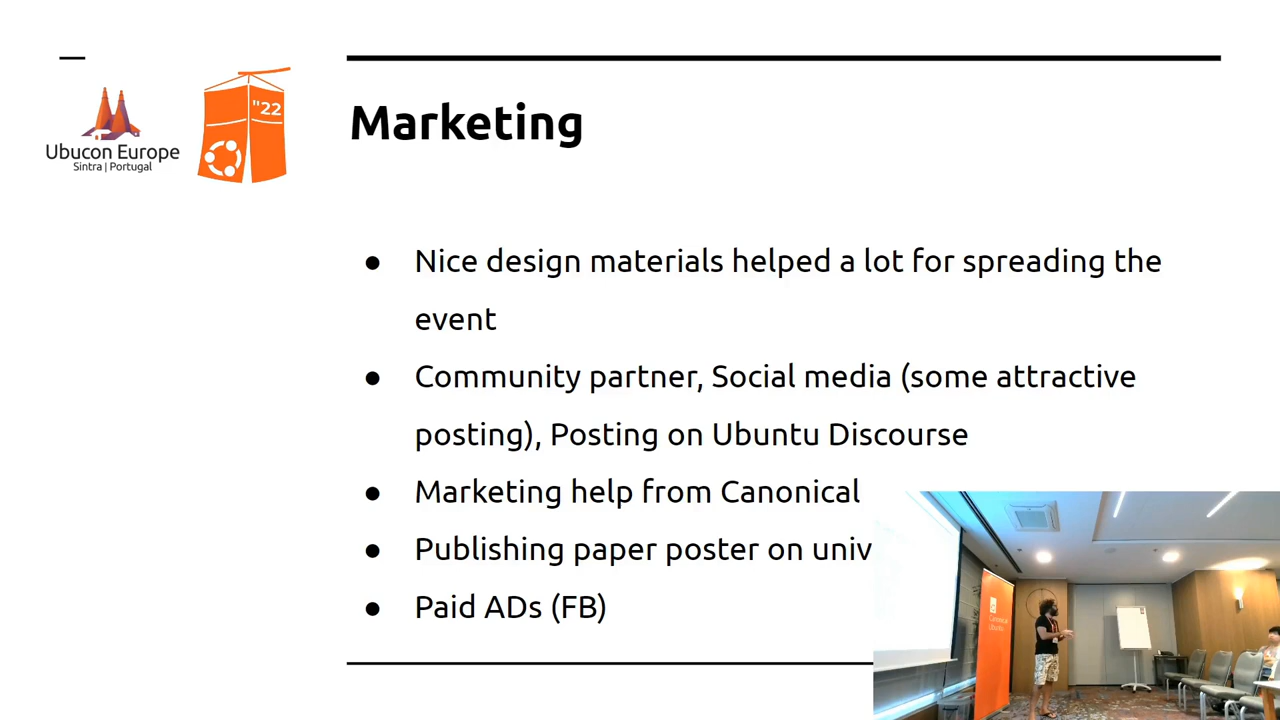 Ubucon Europe
Sintra | Portugal
"22
Marketing
● Nice design materials helped a lot for spreading the
event
● Community partner, Social media (some attractive
posting), Posting on Ubuntu Discourse
● Marketing help from Canonical
● Publishing paper poster on univ
● Paid ADs (FB)
Canonical
Ubuntu